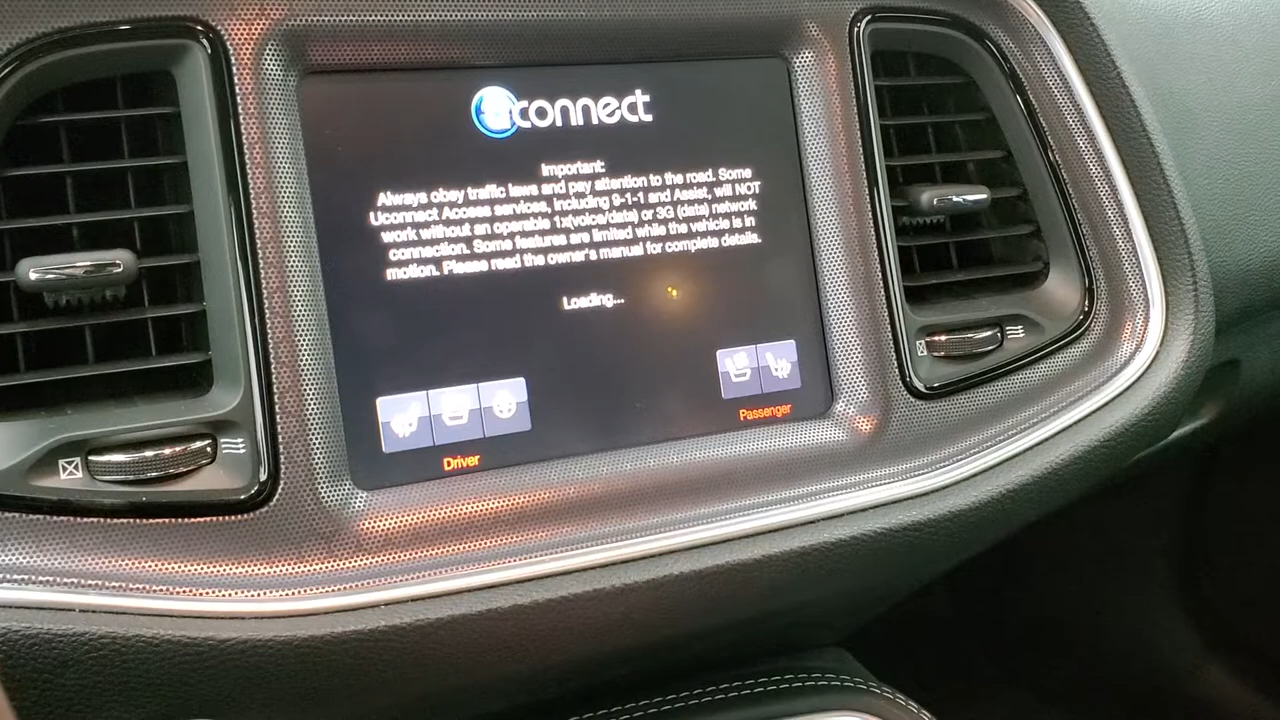 uconnect
Important:
Always obey traffic laws and pay attention to the road. Some
Uconnect Access services, including 9-1-1 and Assist, will NOT
work without an operable 1x(voice/data) or 3G (data) network
connection. Some features are limited while the vehicle is in
motion. Please read the owner's manual for complete details.
Loading...
Driver
Passenger